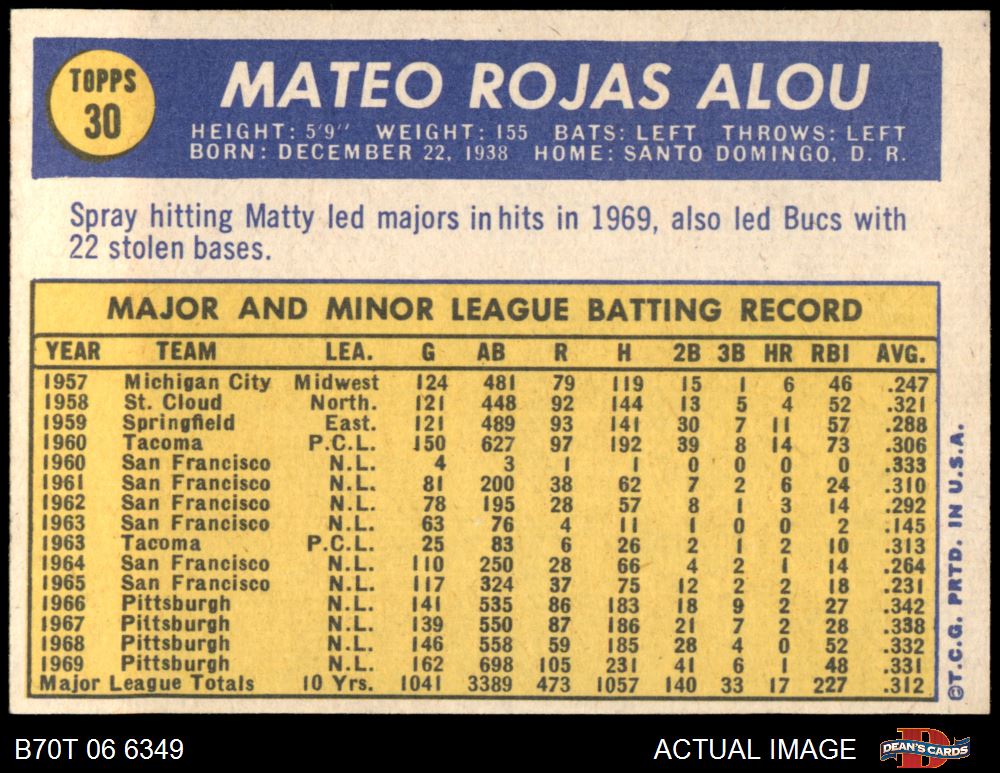 TOPPS
30
MATEO ROJAS ALOU
HEIGHT: 5'9" WEIGHT: 155 BATS: LEFT THROWS: LEFT
BORN: DECEMBER 22, 1938 HOME: SANTO DOMINGO, D. R.
Spray hitting Matty led majors in hits in 1969, also led Bucs with
22 stolen bases.
MAJOR AND MINOR LEAGUE BATTING RECORD
YEAR TEAM LEA. G AB R H 2B 3B HR RBI AVG.
1957 Michigan City Midwest 124 481 79 119 15 1 6 46 .247
1958 St. Cloud North. 121 448 92 144 13 5 4 52 .321
1959 Springfield East. 121 489 93 141 30 7 11 57 .288
1960 Tacoma P.C.L. 150 627 97 192 39 8 14 73 .306
1960 San Francisco N.L. 4 3 1 1 0 0 0 0 .333
1961 San Francisco N.L. 81 200 38 62 7 2 6 24 .310
1962 San Francisco N.L. 78 195 28 57 8 1 3 14 .292
1963 San Francisco N.L. 63 76 4 11 1 0 0 2 .145
1963 Tacoma P.C.L. 25 83 6 26 2 1 2 10 .313
1964 San Francisco N.L. 110 250 28 66 4 2 1 14 .264
1965 San Francisco N.L. 117 324 37 75 12 2 2 18 .231
1966 Pittsburgh N.L. 141 535 86 183 18 9 2 27 .342
1967 Pittsburgh N.L. 139 550 87 186 21 7 2 28 .338
1968 Pittsburgh N.L. 146 558 59 185 28 4 0 52 .332
1969 Pittsburgh N.L. 162 698 105 231 41 6 1 48 .331
Major League Totals 10 Yrs. 1041 3389 473 1057 140 33 17 227 .312
©T.C.G. PRTD. IN U.S.A.
B70T 06 6349
ACTUAL IMAGE
DEAN'S CARDS